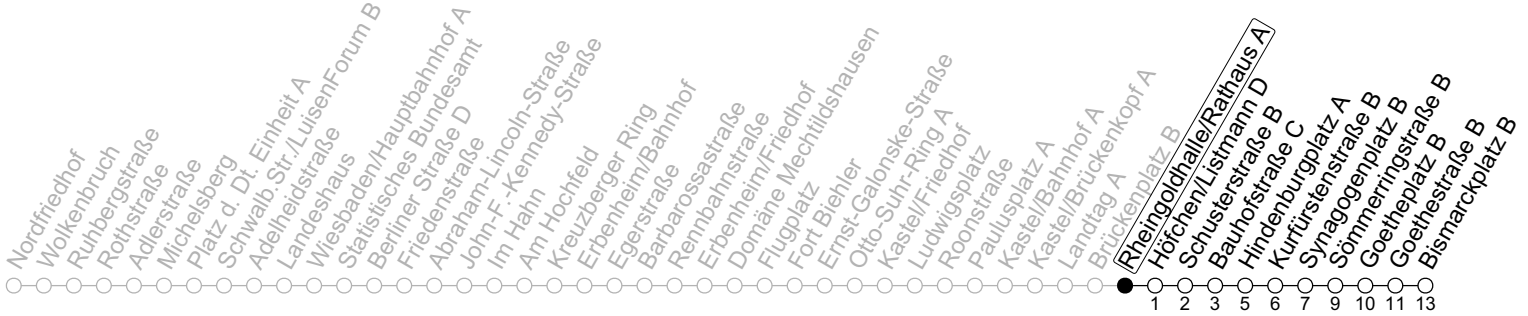 Nordfriedhof
Wolkenbruch
Ruhbergstraße
Rothstraße
Adlerstraße
Michelsberg
Platz d. Dt. Einheit A
Schwalb.Str./LuisenForum B
Adelheidstraße
Landeshaus
Wiesbaden/Hauptbahnhof A
Statistisches Bundesamt
Berliner Straße D
Friedenstraße
Abraham-Lincoln-Straße
John-F.-Kennedy-Straße
Im Hahn
Am Hochfeld
Kreuzberger Ring
Erbenheim/Bahnhof
Egerstraße
Barbarossastraße
Rennbahnstraße
Erbenheim/Friedhof
Domäne Mechtildshausen
Flugplatz
Fort Biehler
Ernst-Galonske-Straße
Otto-Suhr-Ring A
Kastel/Friedhof
Ludwigsplatz
Roonstraße
Paulusplatz A
Kastel/Bahnhof A
Kastel/Brückenkopf A
Landtag A
Brückenplatz B
Rheingoldhalle/Rathaus A
Höfchen/Listmann D
Schusterstraße B
Bauhofstraße C
Hindenburgplatz A
Kurfürstenstraße B
Synagogenplatz B
Sömmerringstraße B
Goetheplatz B
Goethestraße B
Bismarckplatz B
1 2 3 5 6 7 9 10 11 13